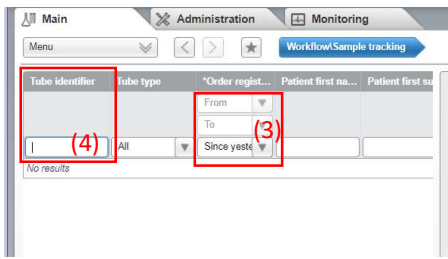 Main Administration Monitoring
Menu Workflow\Sample tracking
Tube identifier Tube type *Order regist... Patient first na... Patient first su
From
To
(4) All Since yeste (3)
No results